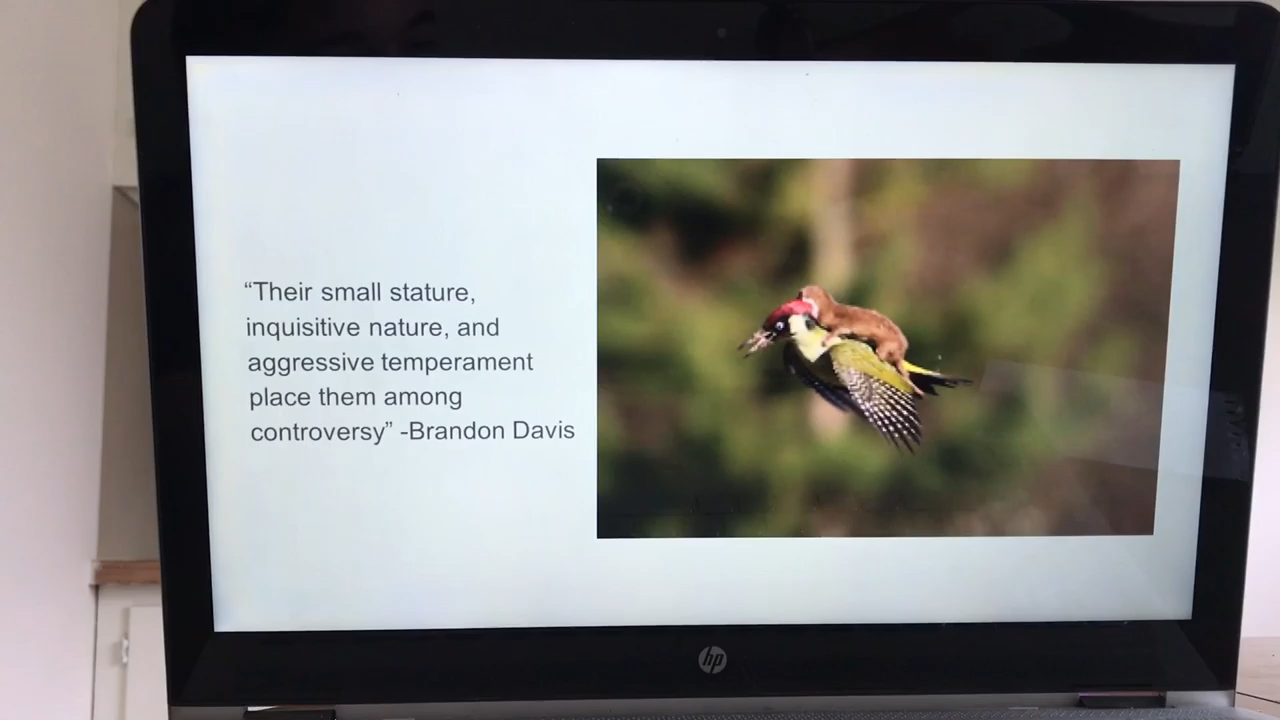 “Their small stature,
inquisitive nature, and
aggressive temperament
place them among
controversy” -Brandon Davis
hp